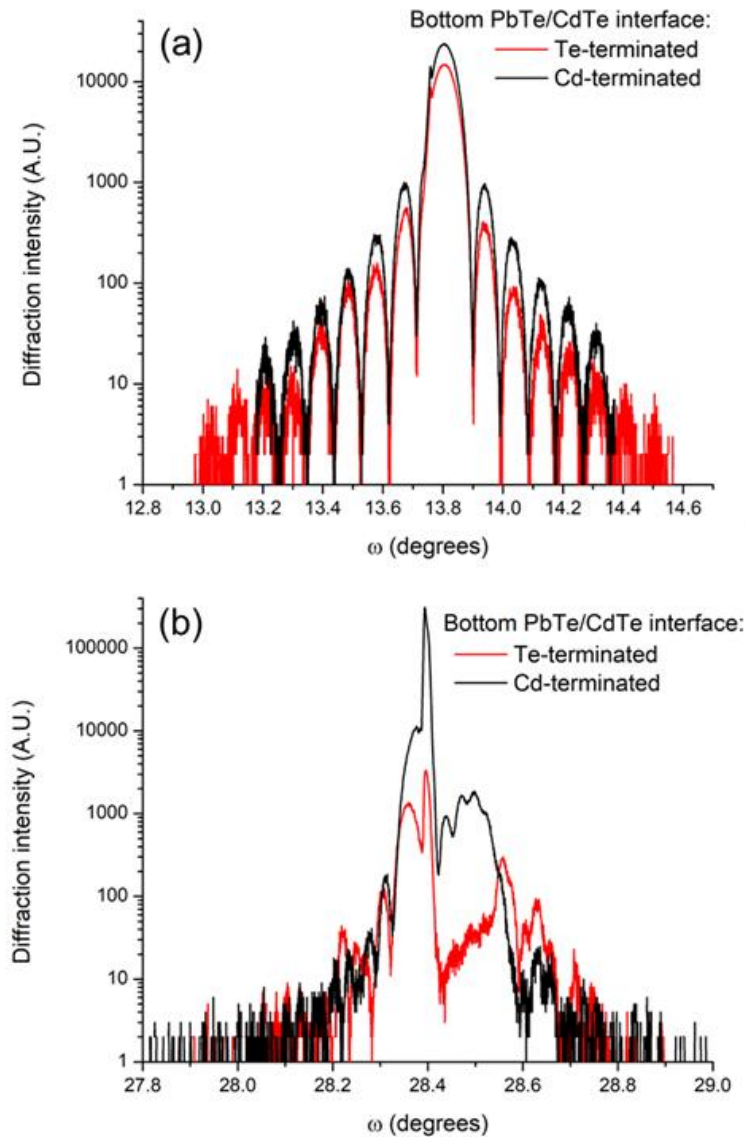 (a)
Bottom PbTe/CdTe interface:
Te-terminated
Cd-terminated
Diffraction intensity (A.U.)
10000
1000
100
10
1
12.8 13.0 13.2 13.4 13.6 13.8 14.0 14.2 14.4 14.6
ω (degrees)
(b)
Bottom PbTe/CdTe interface:
Te-terminated
Cd-terminated
Diffraction intensity (A.U.)
100000
10000
1000
100
10
1
27.8 28.0 28.2 28.4 28.6 28.8 29.0
ω (degrees)